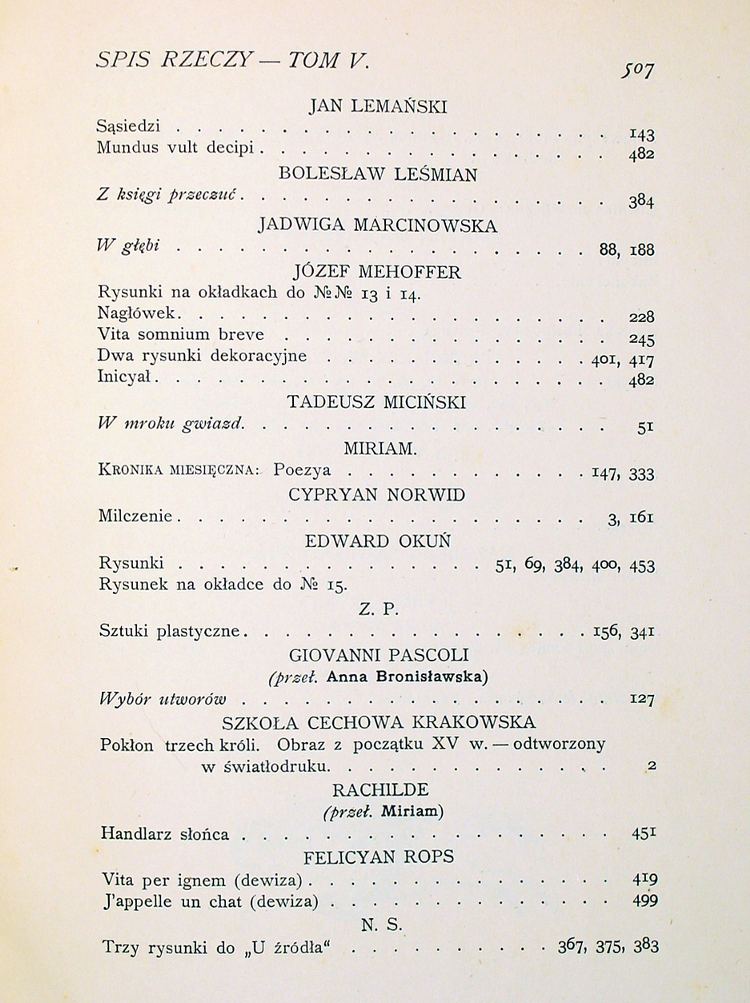 SPIS RZECZY — TOM V. 507
JAN LEMAŃSKI
Sąsiedzi . . . . . . . . . . . . . . . . . . . . . 143
Mundus vult decipi . . . . . . . . . . . . . . . . . 482
BOLESŁAW LEŚMIAN
Z księgi przeczuć . . . . . . . . . . . . . . . . . . 384
JADWIGA MARCINOWSKA
W głębi . . . . . . . . . . . . . . . . . . . . 88, 188
JÓZEF MEHOFFER
Rysunki na okładkach do №№ 13 i 14.
Nagłówek . . . . . . . . . . . . . . . . . . . . . 228
Vita somnium breve . . . . . . . . . . . . . . . . 245
Dwa rysunki dekoracyjne . . . . . . . . . . . . . 401, 417
Inicyał . . . . . . . . . . . . . . . . . . . . . . 482
TADEUSZ MICIŃSKI
W mroku gwiazd . . . . . . . . . . . . . . . . . . 51
MIRIAM.
KRONIKA MIESIĘCZNA: Poezya . . . . . . . . . . . . 147, 333
CYPRYAN NORWID
Milczenie . . . . . . . . . . . . . . . . . . . . 3, 161
EDWARD OKUŃ
Rysunki . . . . . . . . . . . . . . . 51, 69, 384, 400, 453
Rysunek na okładce do № 15.
Z. P.
Sztuki plastyczne . . . . . . . . . . . . . . . . . 156, 341
GIOVANNI PASCOLI
(przeł. Anna Bronisławska)
Wybór utworów . . . . . . . . . . . . . . . . . . 127
SZKOŁA CECHOWA KRAKOWSKA
Pokłon trzech króli. Obraz z początku XV w. — odtworzony
w światłodruku . . . . . . . . . . . . . . 2
RACHILDE
(przeł. Miriam)
Handlarz słońca . . . . . . . . . . . . . . . . . . 451
FELICYAN ROPS
Vita per ignem (dewiza) . . . . . . . . . . . . . . . 419
J'appelle un chat (dewiza) . . . . . . . . . . . . . . 499
N. S.
Trzy rysunki do „U źródła“ . . . . . . . . . . 367, 375, 383